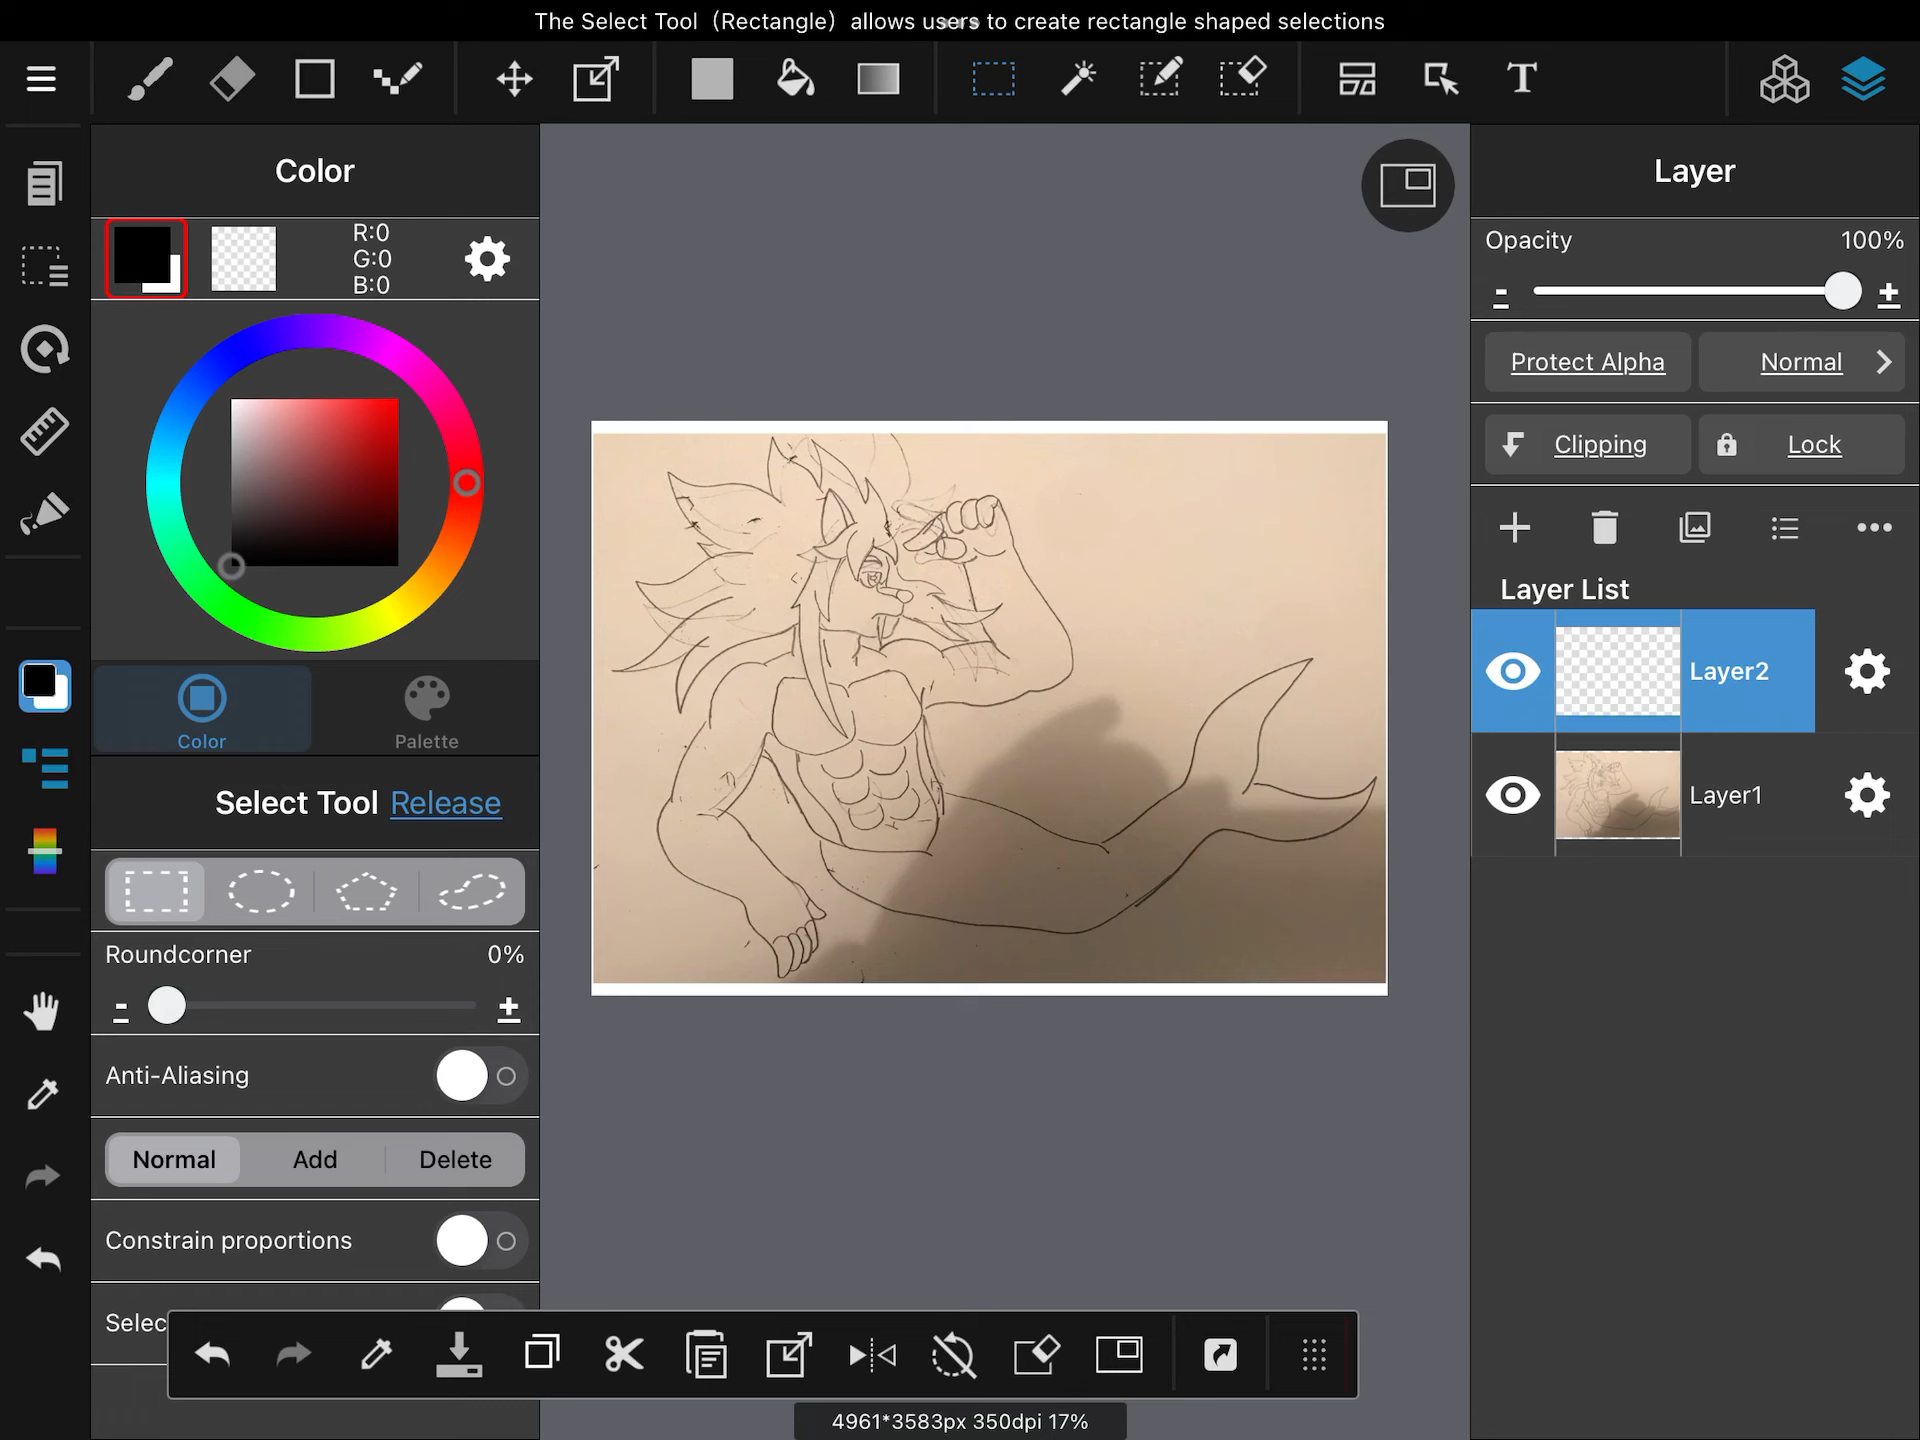 The Select Tool（Rectangle）allows users to create rectangle shaped selections
T
Color
R:0
G:0
B:0
Color
Palette
Select Tool Release
Roundcorner 0%
- +
Anti-Aliasing
Normal Add Delete
Constrain proportions
Selec
4961*3583px 350dpi 17%
Layer
Opacity 100%
- +
Protect Alpha Normal
Clipping Lock
Layer List
Layer2
Layer1